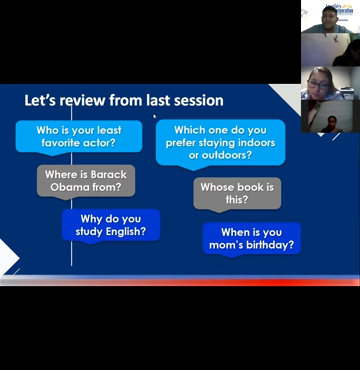 Let's review from last session
Who is your least
favorite actor?
Which one do you
prefer staying indoors
or outdoors?
Where is Barack
Obama from?
Whose book is
this?
Why do you
study English?
When is you
mom's birthday?